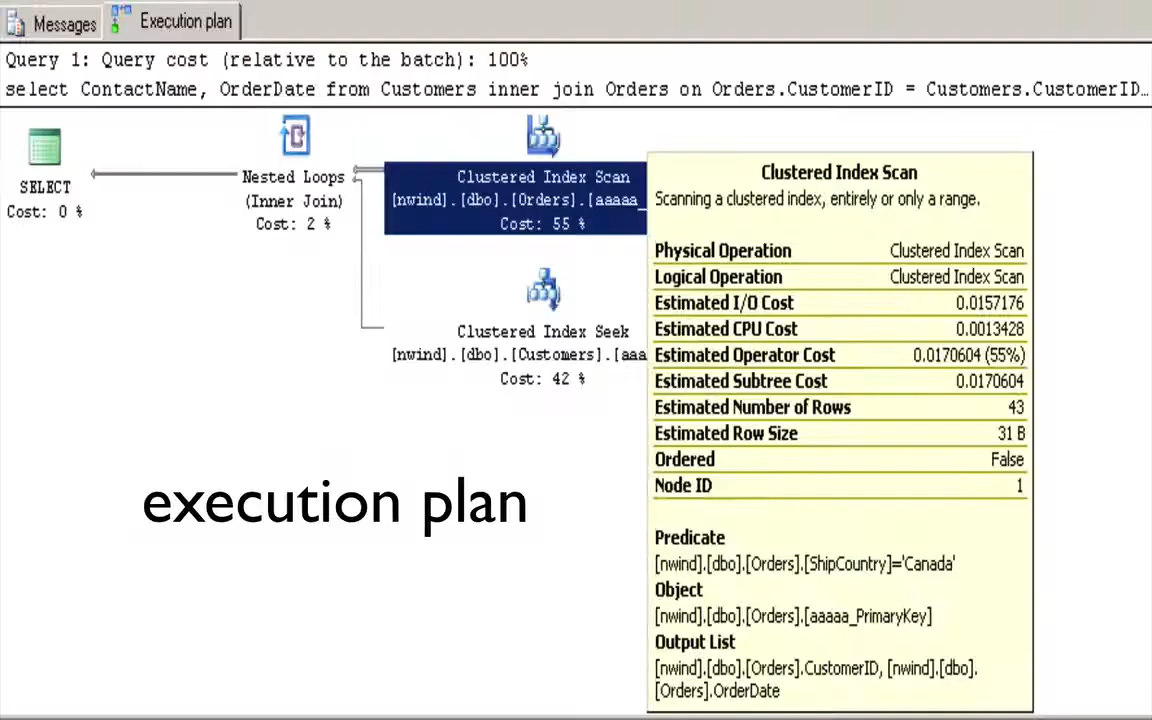 Messages
Execution plan
Query 1: Query cost (relative to the batch): 100%
select ContactName, OrderDate from Customers inner join Orders on Orders.CustomerID = Customers.CustomerID…
SELECT
Cost: 0 %
Nested Loops
(Inner Join)
Cost: 2 %
Clustered Index Scan
[nwind].[dbo].[Orders].[aaaaa_
Cost: 55 %
Clustered Index Seek
[nwind].[dbo].[Customers].[aaa
Cost: 42 %
execution plan
Clustered Index Scan
Scanning a clustered index, entirely or only a range.
Physical Operation Clustered Index Scan
Logical Operation Clustered Index Scan
Estimated I/O Cost 0.0157176
Estimated CPU Cost 0.0013428
Estimated Operator Cost 0.0170604 (55%)
Estimated Subtree Cost 0.0170604
Estimated Number of Rows 43
Estimated Row Size 31 B
Ordered False
Node ID 1
Predicate
[nwind].[dbo].[Orders].[ShipCountry]='Canada'
Object
[nwind].[dbo].[Orders].[aaaaa_PrimaryKey]
Output List
[nwind].[dbo].[Orders].CustomerID, [nwind].[dbo].
[Orders].OrderDate